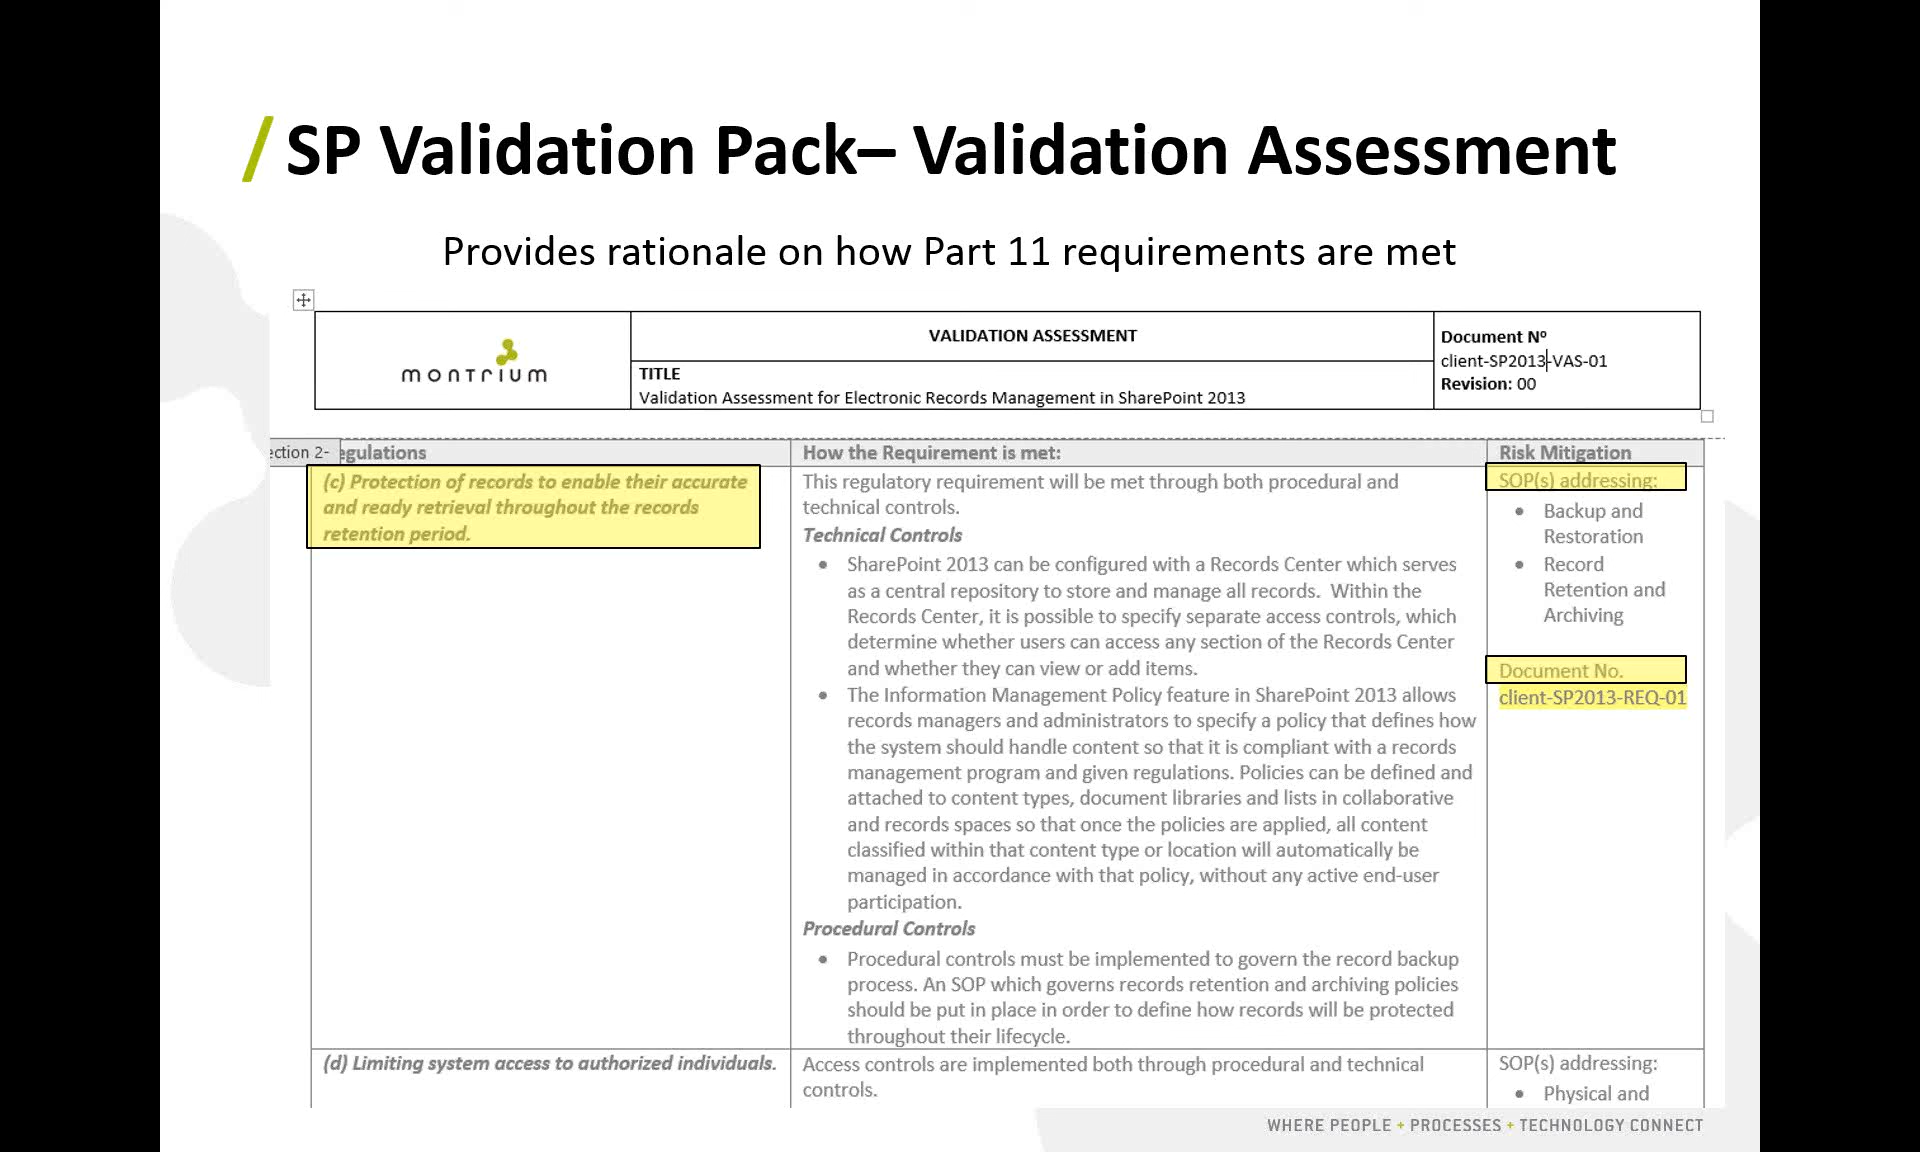 / SP Validation Pack– Validation Assessment
Provides rationale on how Part 11 requirements are met
montrium
VALIDATION ASSESSMENT
TITLE
Validation Assessment for Electronic Records Management in SharePoint 2013
Document Nº
client-SP2013-VAS-01
Revision: 00
ection 2-
egulations
How the Requirement is met:
Risk Mitigation
(c) Protection of records to enable their accurate
and ready retrieval throughout the records
retention period.
This regulatory requirement will be met through both procedural and
technical controls.
Technical Controls
• SharePoint 2013 can be configured with a Records Center which serves
as a central repository to store and manage all records. Within the
Records Center, it is possible to specify separate access controls, which
determine whether users can access any section of the Records Center
and whether they can view or add items.
• The Information Management Policy feature in SharePoint 2013 allows
records managers and administrators to specify a policy that defines how
the system should handle content so that it is compliant with a records
management program and given regulations. Policies can be defined and
attached to content types, document libraries and lists in collaborative
and records spaces so that once the policies are applied, all content
classified within that content type or location will automatically be
managed in accordance with that policy, without any active end-user
participation.
Procedural Controls
• Procedural controls must be implemented to govern the record backup
process. An SOP which governs records retention and archiving policies
should be put in place in order to define how records will be protected
throughout their lifecycle.
SOP(s) addressing:
• Backup and
Restoration
• Record
Retention and
Archiving
Document No.
client-SP2013-REQ-01
(d) Limiting system access to authorized individuals.
Access controls are implemented both through procedural and technical
controls.
SOP(s) addressing:
• Physical and
WHERE PEOPLE + PROCESSES + TECHNOLOGY CONNECT